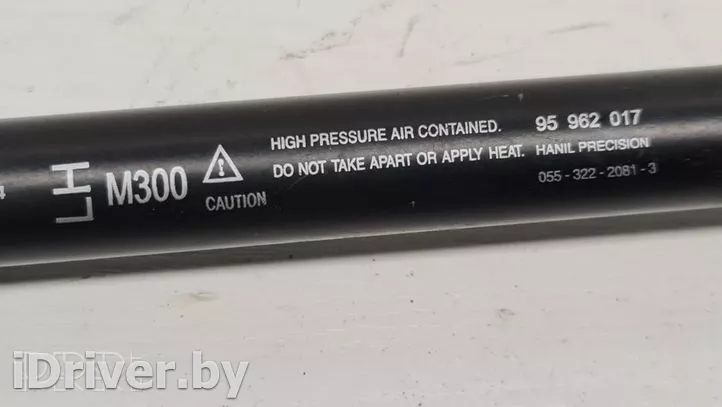 HIGH PRESSURE AIR CONTAINED. 95 962 017
LH M300 DO NOT TAKE APART OR APPLY HEAT. HANIL PRECISION
CAUTION 055-322-2081-3
iDriver.by